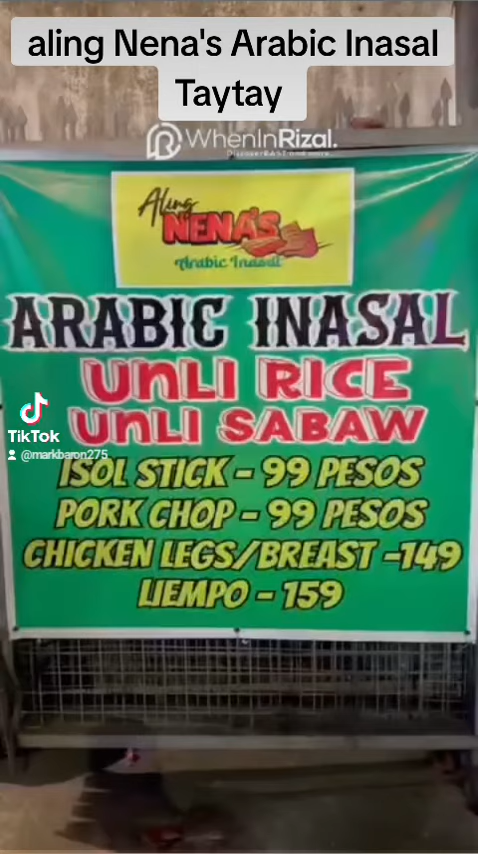 aling Nena's Arabic Inasal
Taytay
WhenInRizal.
Aling
NENA'S
Arabic Inasal
ARABIC INASAL
UNLI RICE
UNLI SABAW
ISOL STICK - 99 PESOS
PORK CHOP - 99 PESOS
CHICKEN LEGS/BREAST -149
LIEMPO - 159
TikTok
@markbaron275